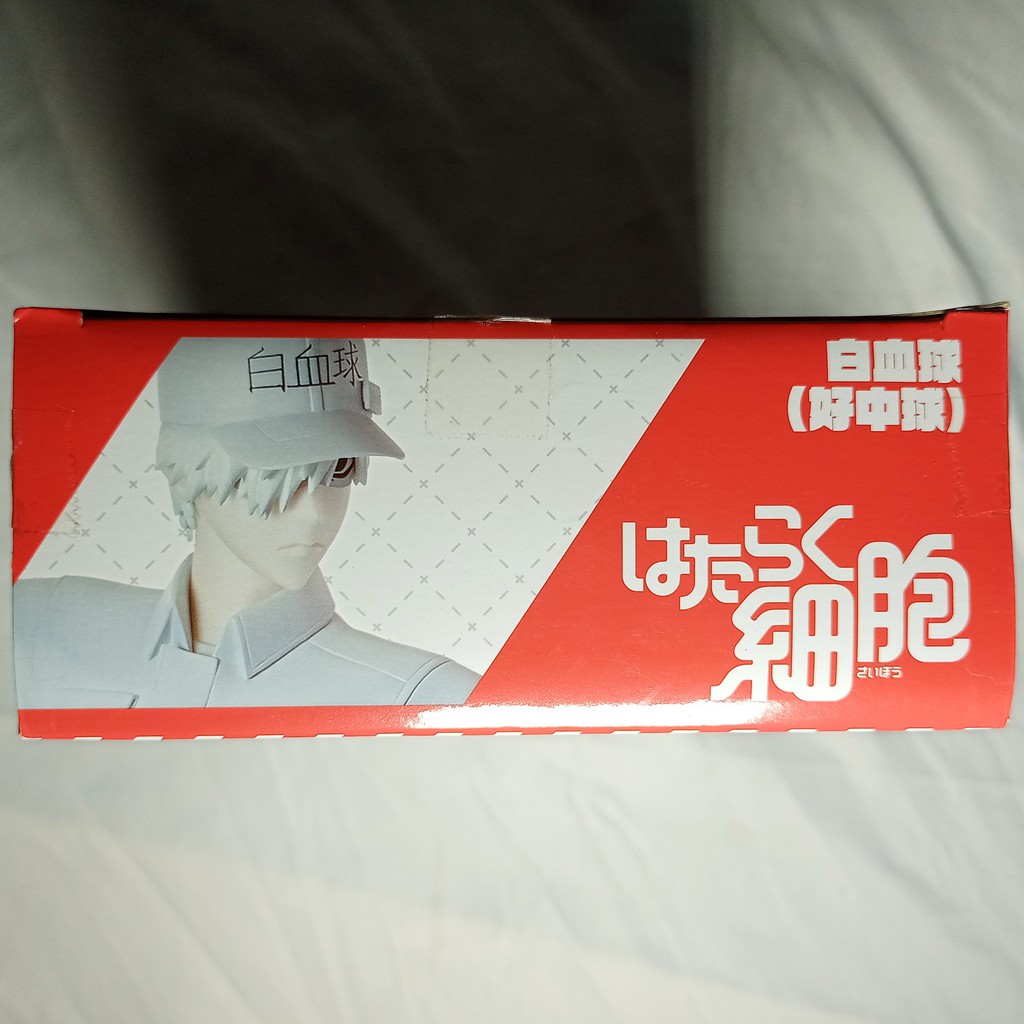 白血球
白血球
(好中球)
はたらく
細胞
さいぼう